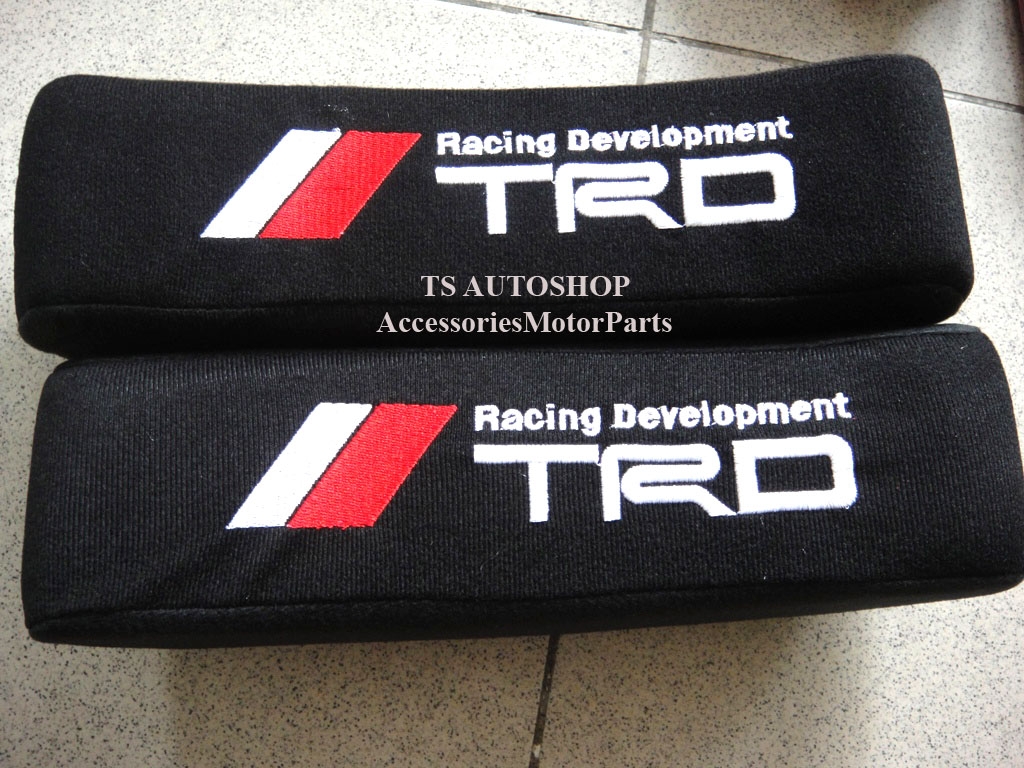 Racing Development
TRD
TS AUTOSHOP
AccessoriesMotorParts
Racing Development
TRD